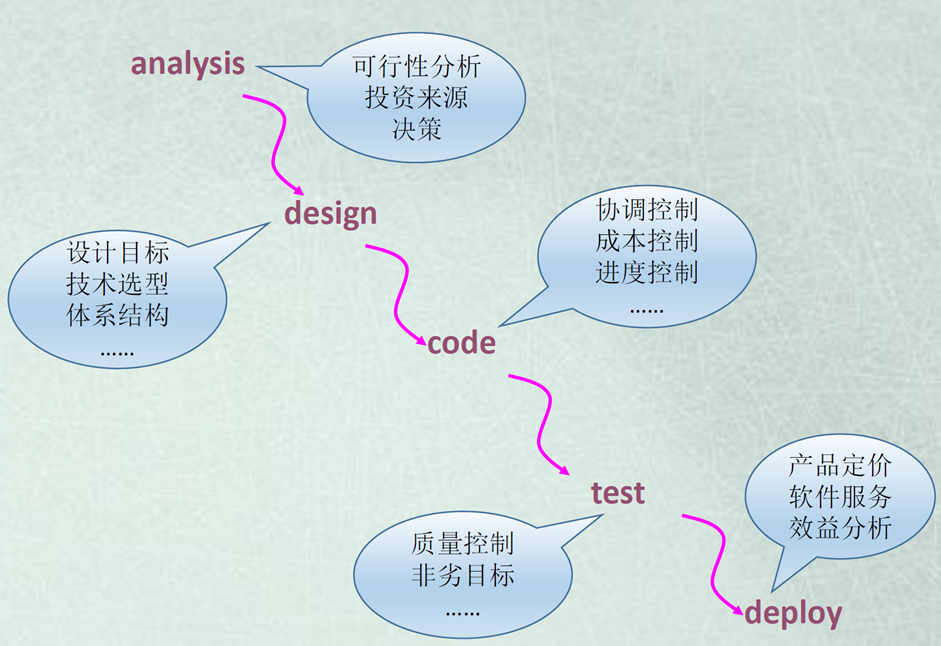 analysis
可行性分析
投资来源
决策
design
设计目标
技术选型
体系结构
……
协调控制
成本控制
进度控制
……
code
test
质量控制
非劣目标
……
产品定价
软件服务
效益分析
deploy